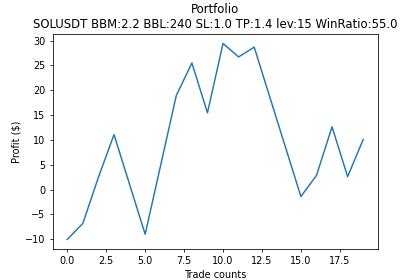 Portfolio
SOLUSDT BBM:2.2 BBL:240 SL:1.0 TP:1.4 lev:15 WinRatio:55.0
30
25
20
15
10
5
0
−5
−10
Profit ($)
0.0 2.5 5.0 7.5 10.0 12.5 15.0 17.5
Trade counts